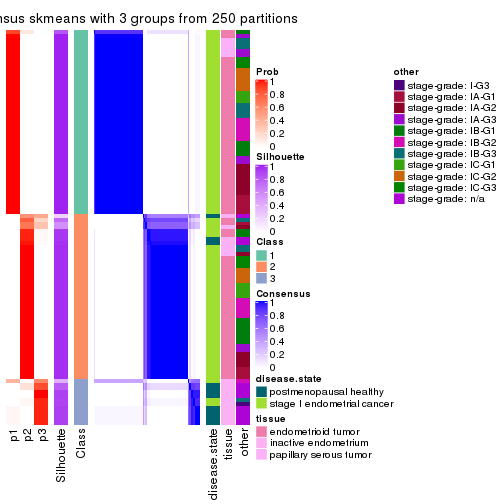 nsus skmeans with 3 groups from 250 partitions
Prob
1
0.8
0.6
0.4
0.2
0
Silhouette
1
0.8
0.6
0.4
0.2
0
Class
1
2
3
Consensus
1
0.8
0.6
0.4
0.2
0
disease.state
postmenopausal healthy
stage I endometrial cancer
tissue
endometrioid tumor
inactive endometrium
papillary serous tumor
other
stage-grade: I-G3
stage-grade: IA-G1
stage-grade: IA-G2
stage-grade: IA-G3
stage-grade: IB-G1
stage-grade: IB-G2
stage-grade: IB-G3
stage-grade: IC-G1
stage-grade: IC-G2
stage-grade: IC-G3
stage-grade: n/a
p1
p2
p3
Silhouette
Class
disease.state
tissue
other